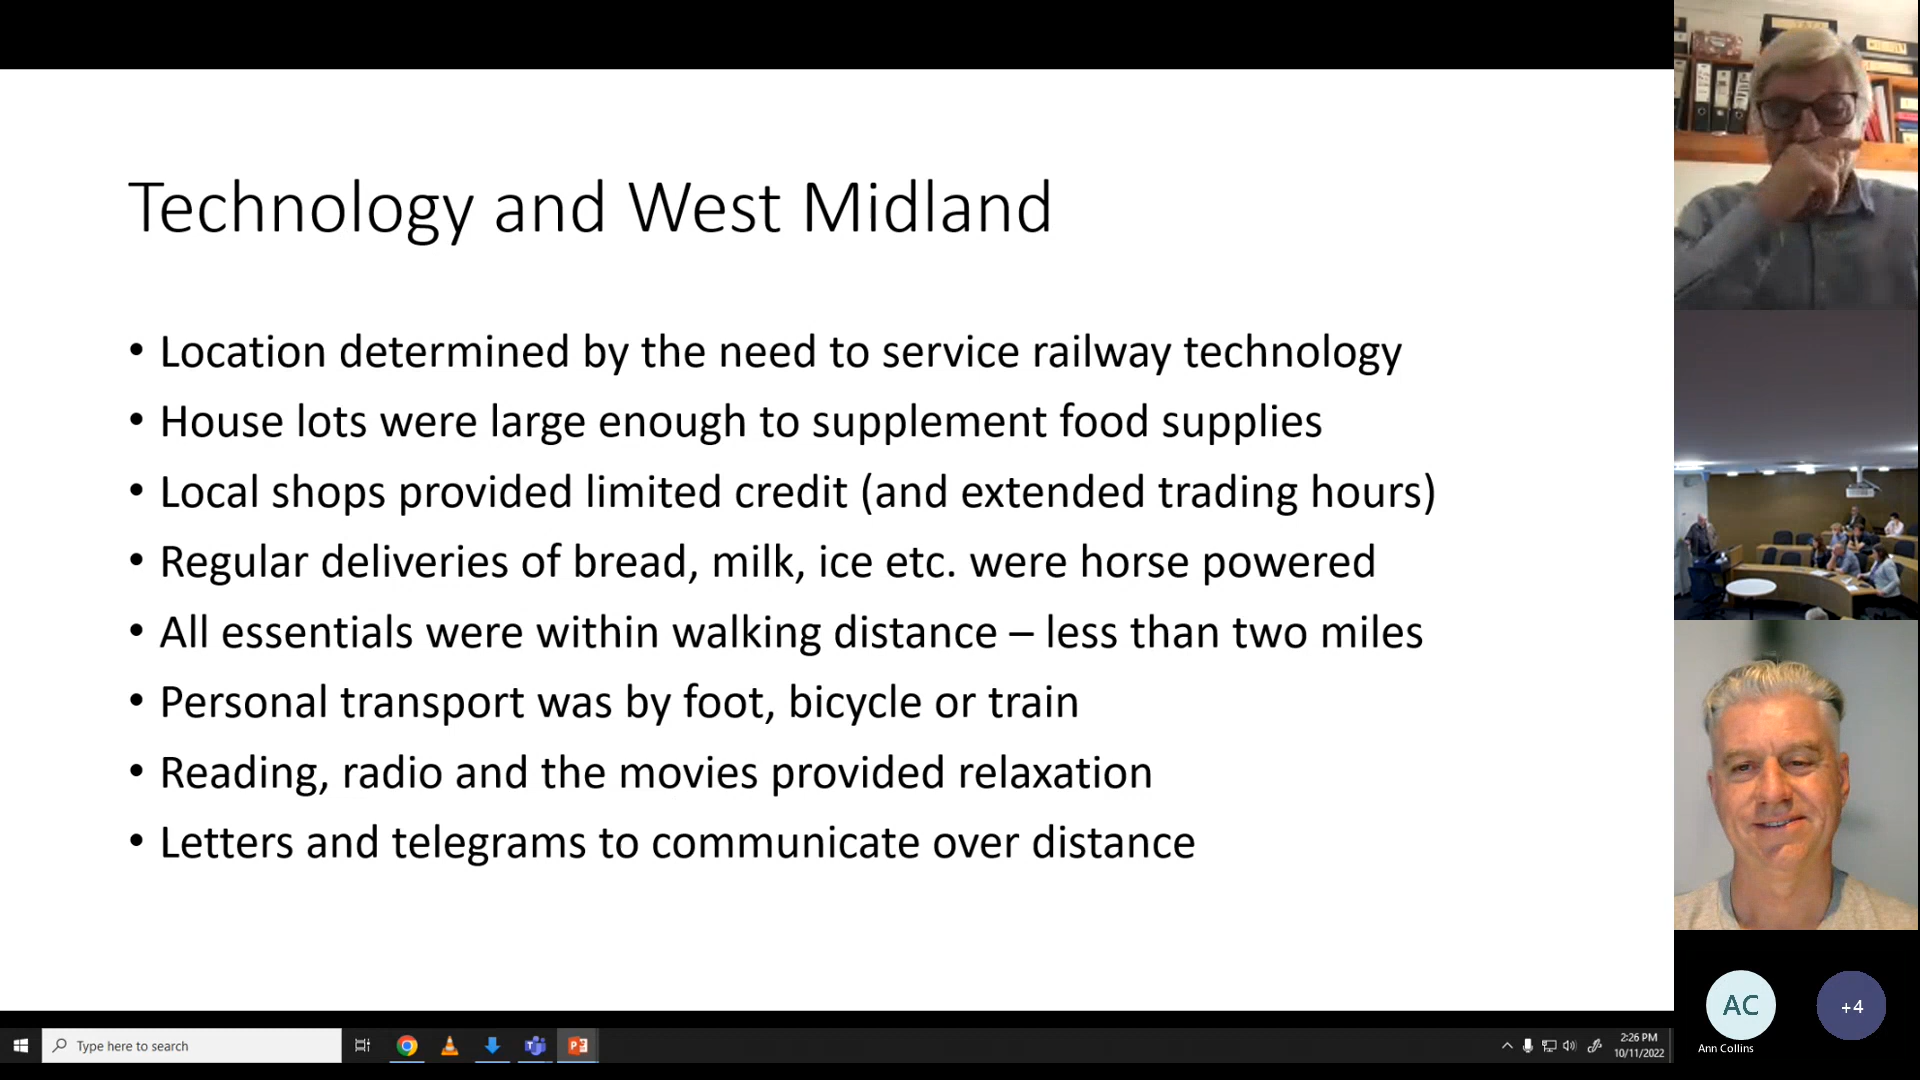 Technology and West Midland
• Location determined by the need to service railway technology
• House lots were large enough to supplement food supplies
• Local shops provided limited credit (and extended trading hours)
• Regular deliveries of bread, milk, ice etc. were horse powered
• All essentials were within walking distance – less than two miles
• Personal transport was by foot, bicycle or train
• Reading, radio and the movies provided relaxation
• Letters and telegrams to communicate over distance
AC
+4
Ann Collins
Type here to search
2:26 PM
10/11/2022